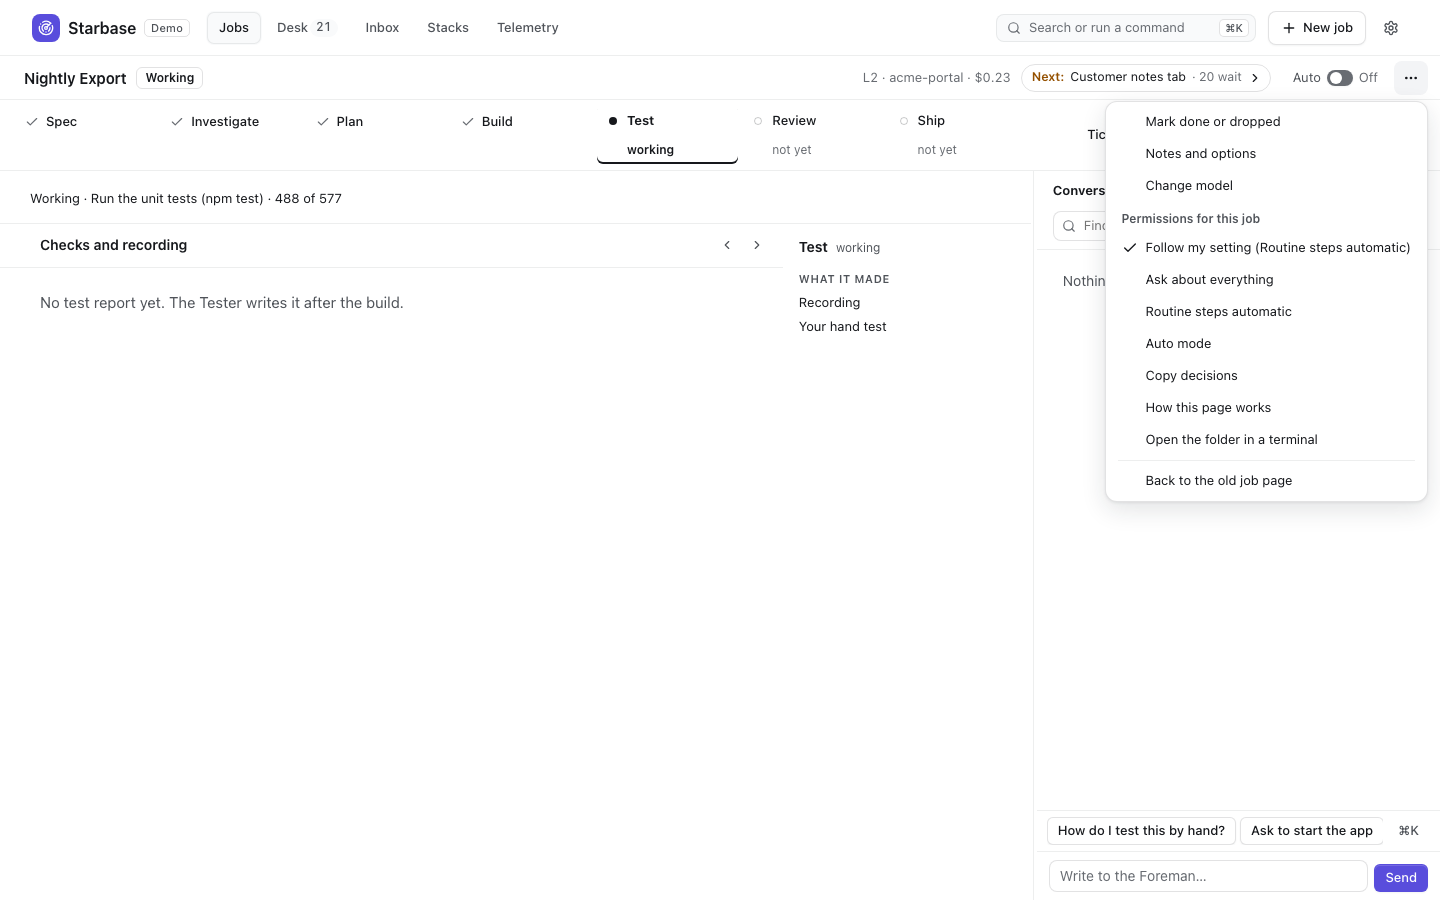 Starbase Demo Jobs Desk 21 Inbox Stacks Telemetry Search or run a command ⌘K New job
Nightly Export Working L2 · acme-portal · $0.23 Next: Customer notes tab · 20 wait Auto Off
Spec Investigate Plan Build Test Review Ship Tic
working not yet not yet
Mark done or dropped
Notes and options
Change model
Permissions for this job
Follow my setting (Routine steps automatic)
Ask about everything
Routine steps automatic
Auto mode
Copy decisions
How this page works
Open the folder in a terminal
Back to the old job page
Working · Run the unit tests (npm test) · 488 of 577
Checks and recording
No test report yet. The Tester writes it after the build.
Test working
WHAT IT MADE
Recording
Your hand test
Convers
Find
Nothin
How do I test this by hand? Ask to start the app ⌘K
Write to the Foreman...
Send